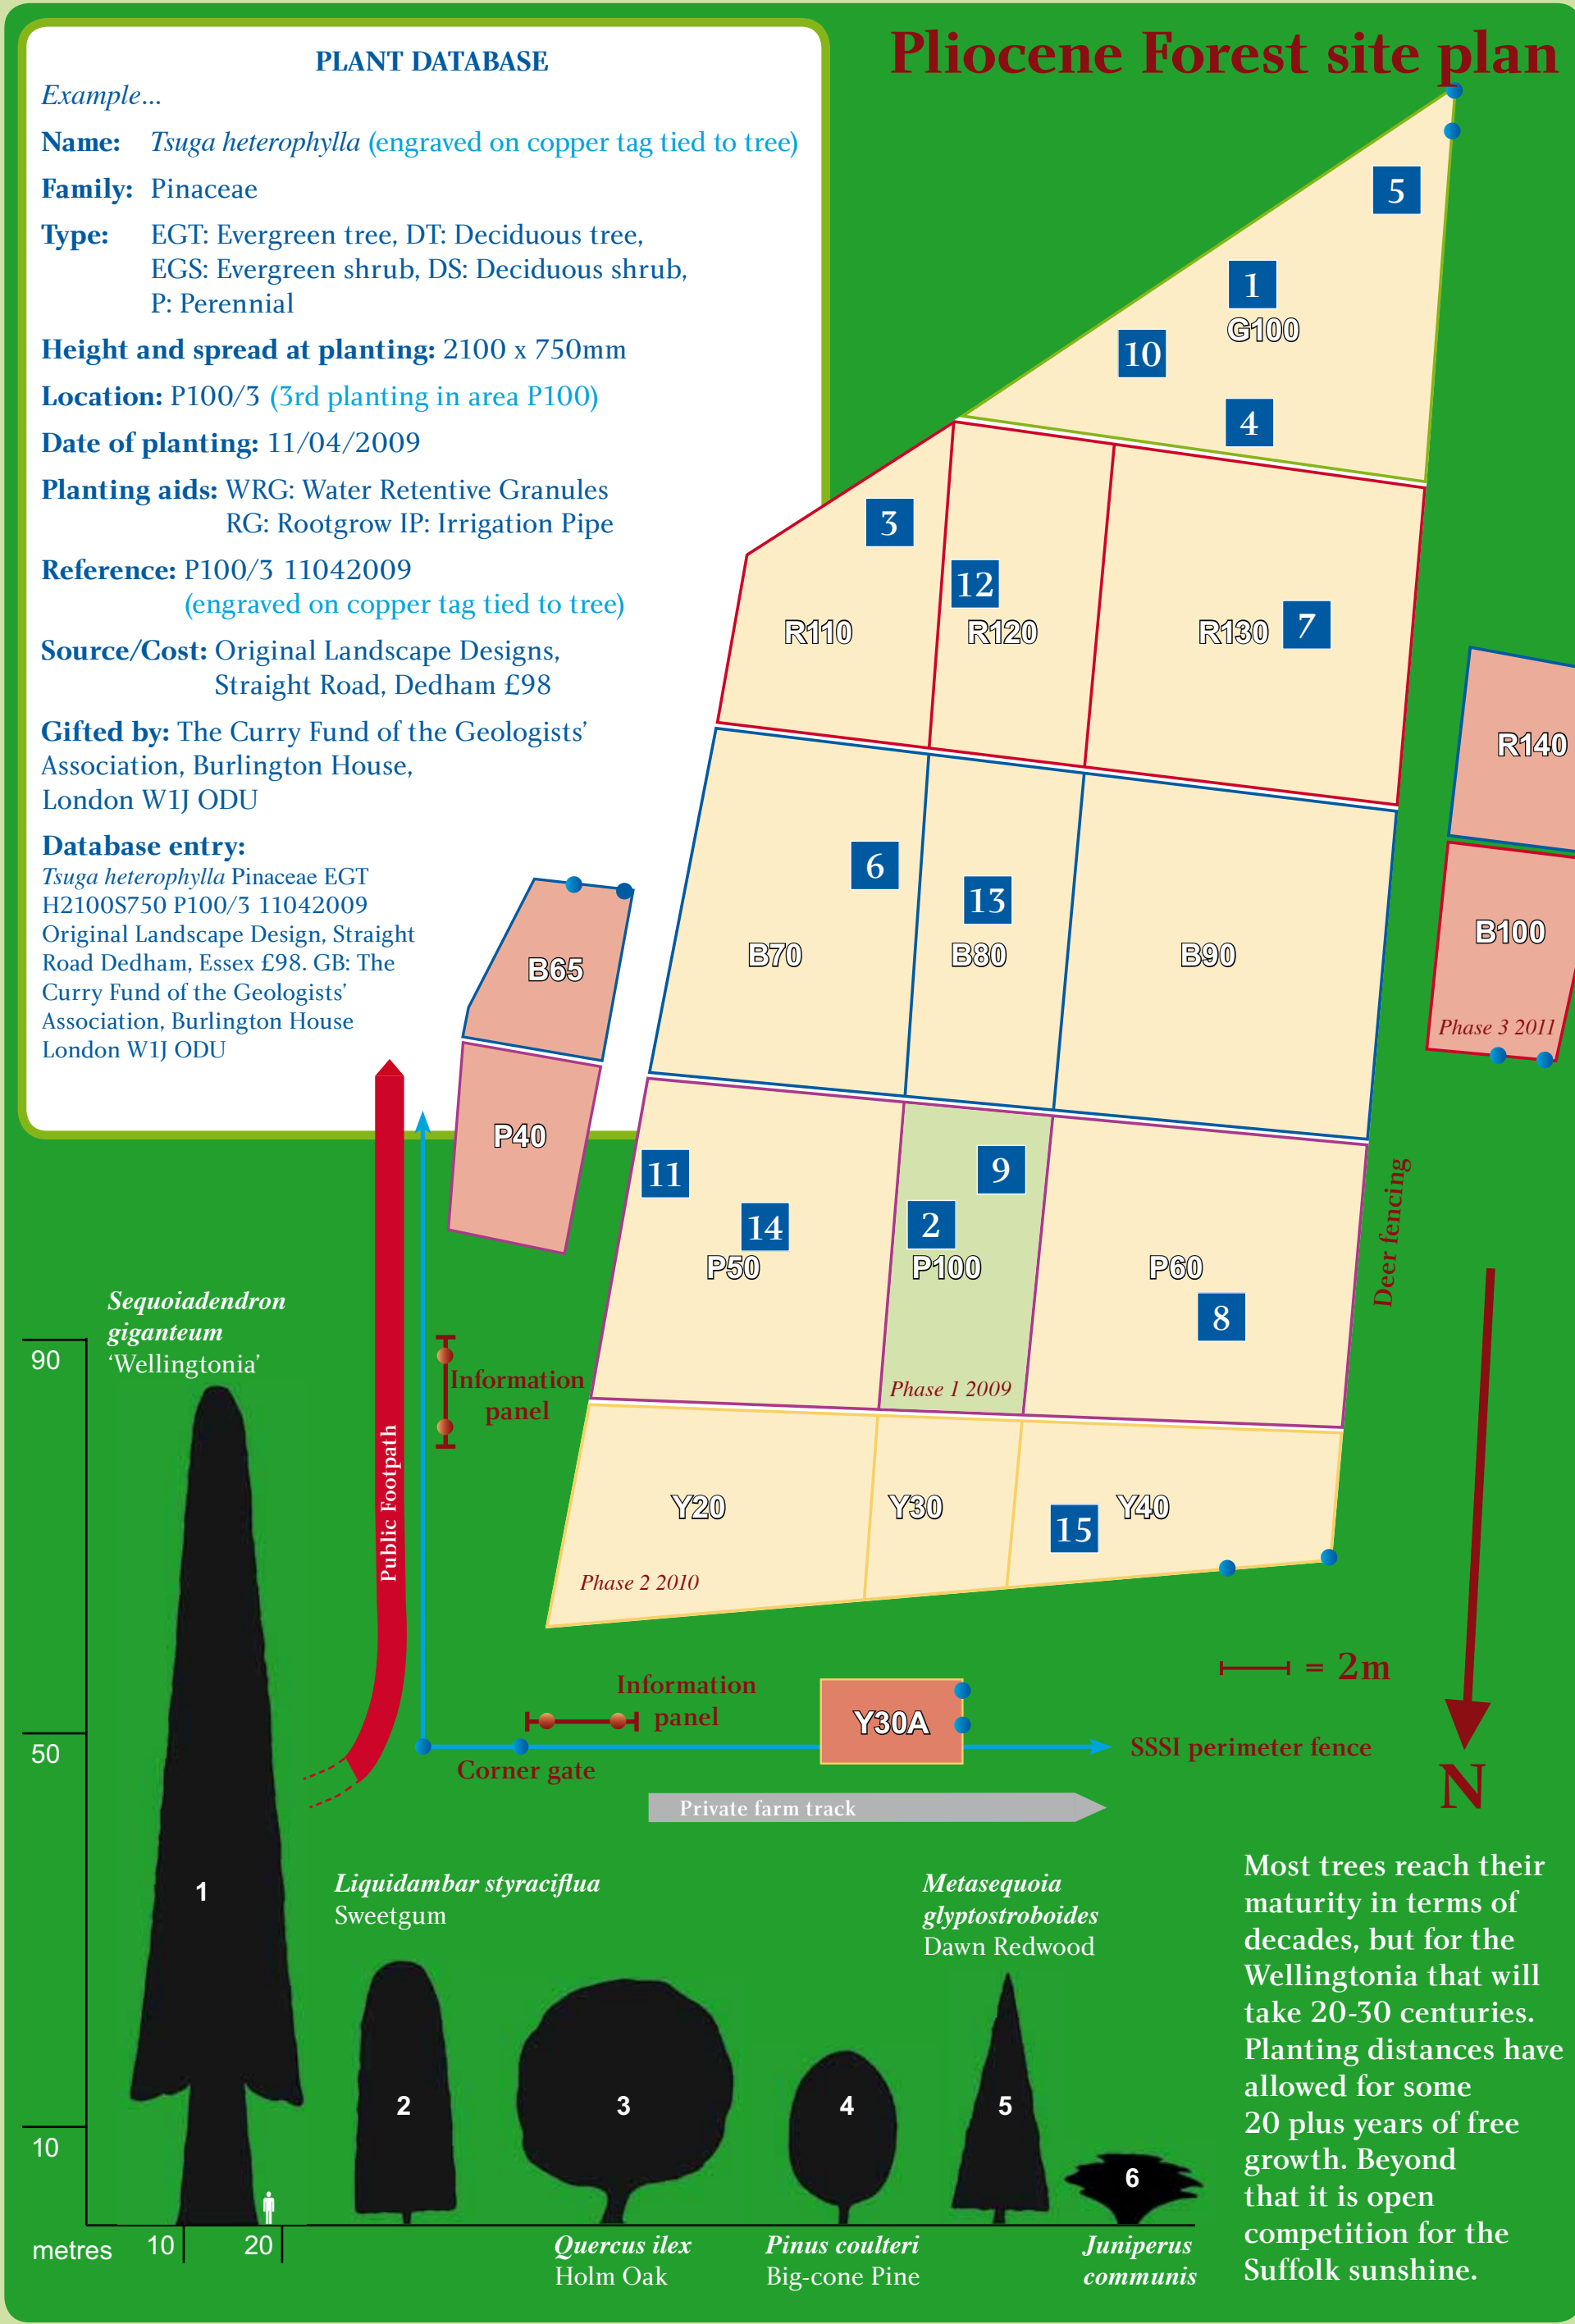 Pliocene Forest site plan
PLANT DATABASE
Example...
Name: Tsuga heterophylla (engraved on copper tag tied to tree)
Family: Pinaceae
Type: EGT: Evergreen tree, DT: Deciduous tree,
EGS: Evergreen shrub, DS: Deciduous shrub,
P: Perennial
Height and spread at planting: 2100 x 750mm
Location: P100/3 (3rd planting in area P100)
Date of planting: 11/04/2009
Planting aids: WRG: Water Retentive Granules
RG: Rootgrow IP: Irrigation Pipe
Reference: P100/3 11042009
(engraved on copper tag tied to tree)
Source/Cost: Original Landscape Designs,
Straight Road, Dedham £98
Gifted by: The Curry Fund of the Geologists’
Association, Burlington House,
London W1J ODU
Database entry:
Tsuga heterophylla Pinaceae EGT
H2100S750 P100/3 11042009
Original Landscape Design, Straight
Road Dedham, Essex £98. GB: The
Curry Fund of the Geologists’
Association, Burlington House
London W1J ODU
5
1
G100
10
4
3
12
R110
R120
R130
7
R140
6
13
B70
B80
B90
B65
B100
Phase 3 2011
P40
11
14
P50
9
2
P100
Phase 1 2009
P60
8
Deer fencing
Y20
Y30
15
Y40
Phase 2 2010
Public Footpath
Information
panel
Information
panel
Corner gate
Y30A
= 2m
SSSI perimeter fence
Private farm track
N
Sequoiadendron
giganteum
‘Wellingtonia’
90
50
10
metres
10
20
1
Liquidambar styraciflua
Sweetgum
2
3
Quercus ilex
Holm Oak
4
Pinus coulteri
Big-cone Pine
Metasequoia
glyptostroboides
Dawn Redwood
5
6
Juniperus
communis
Most trees reach their
maturity in terms of
decades, but for the
Wellingtonia that will
take 20-30 centuries.
Planting distances have
allowed for some
20 plus years of free
growth. Beyond
that it is open
competition for the
Suffolk sunshine.